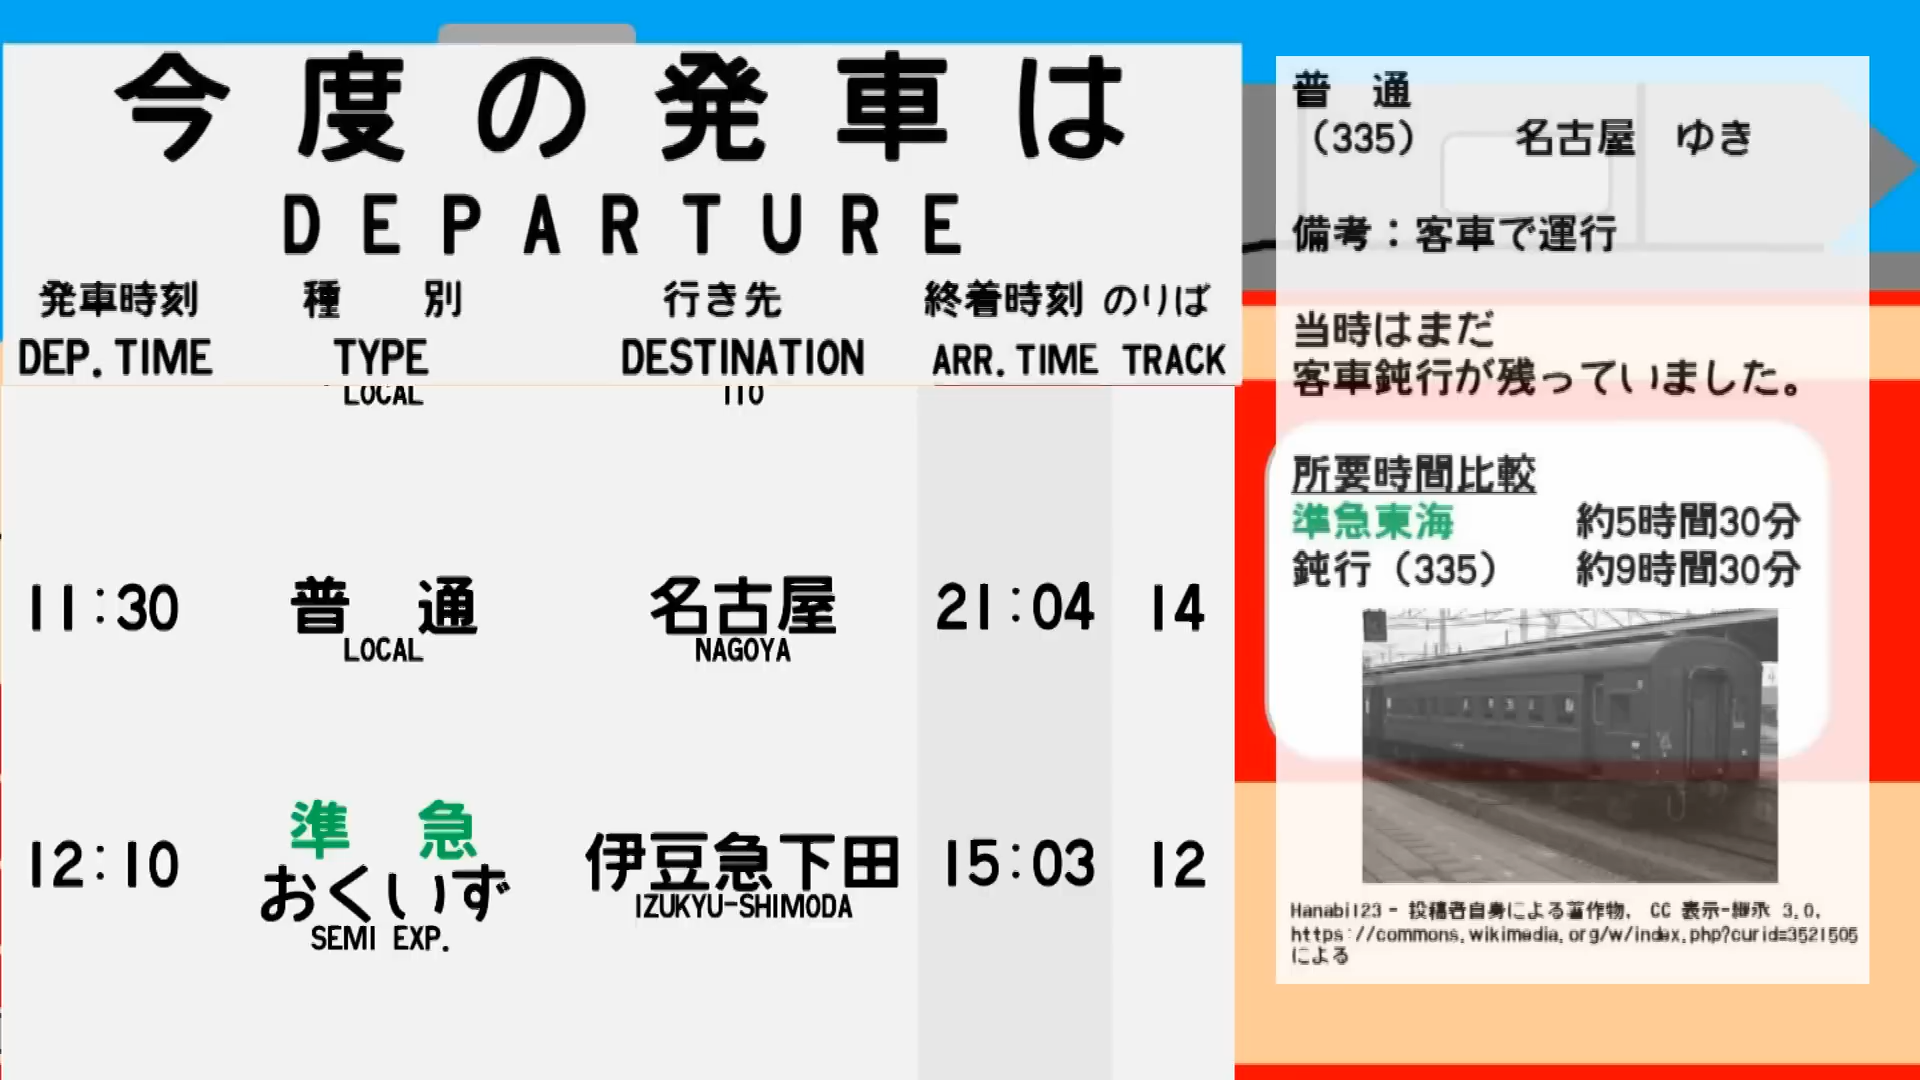 今度の発車は
DEPARTURE
発車時刻 種別 行き先 終着時刻 のりば
DEP. TIME TYPE DESTINATION ARR. TIME TRACK
LOCAL ITO
11:30 普通 名古屋 21:04 14
LOCAL NAGOYA
準急
12:10 おくいず 伊豆急下田 15:03 12
SEMI EXP. IZUKYU-SHIMODA
普通
（335） 名古屋 ゆき
備考：客車で運行
当時はまだ
客車鈍行が残っていました。
所要時間比較
準急東海 約5時間30分
鈍行（335） 約9時間30分
Hanabi123 - 投稿者自身による著作物, CC 表示-継承 3.0,
https://commons.wikimedia.org/w/index.php?curid=3521505
による